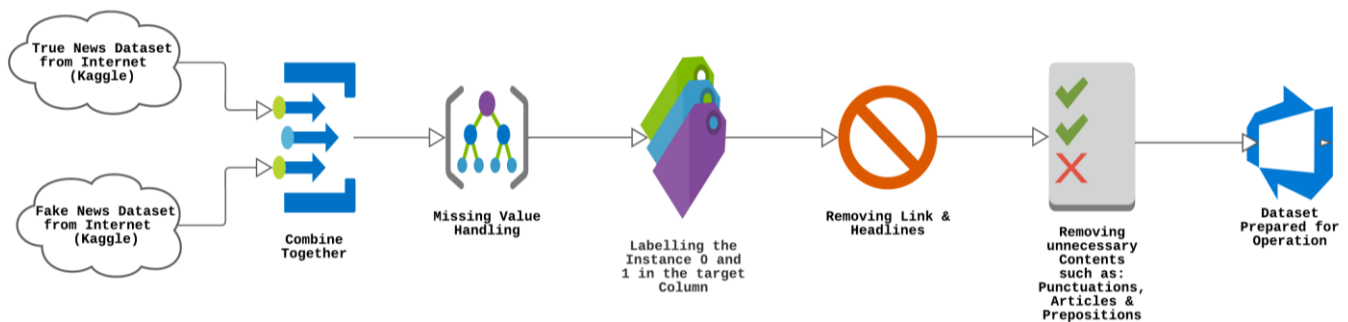 True News Dataset
from Internet
(Kaggle)
Fake News Dataset
from Internet
(Kaggle)
Combine
Together
Missing Value
Handling
Labelling the
Instance 0 and
1 in the target
Column
Removing Link &
Headlines
Removing
unnecessary
Contents
such as:
Punctuations,
Articles &
Prepositions
Dataset
Prepared for
Operation